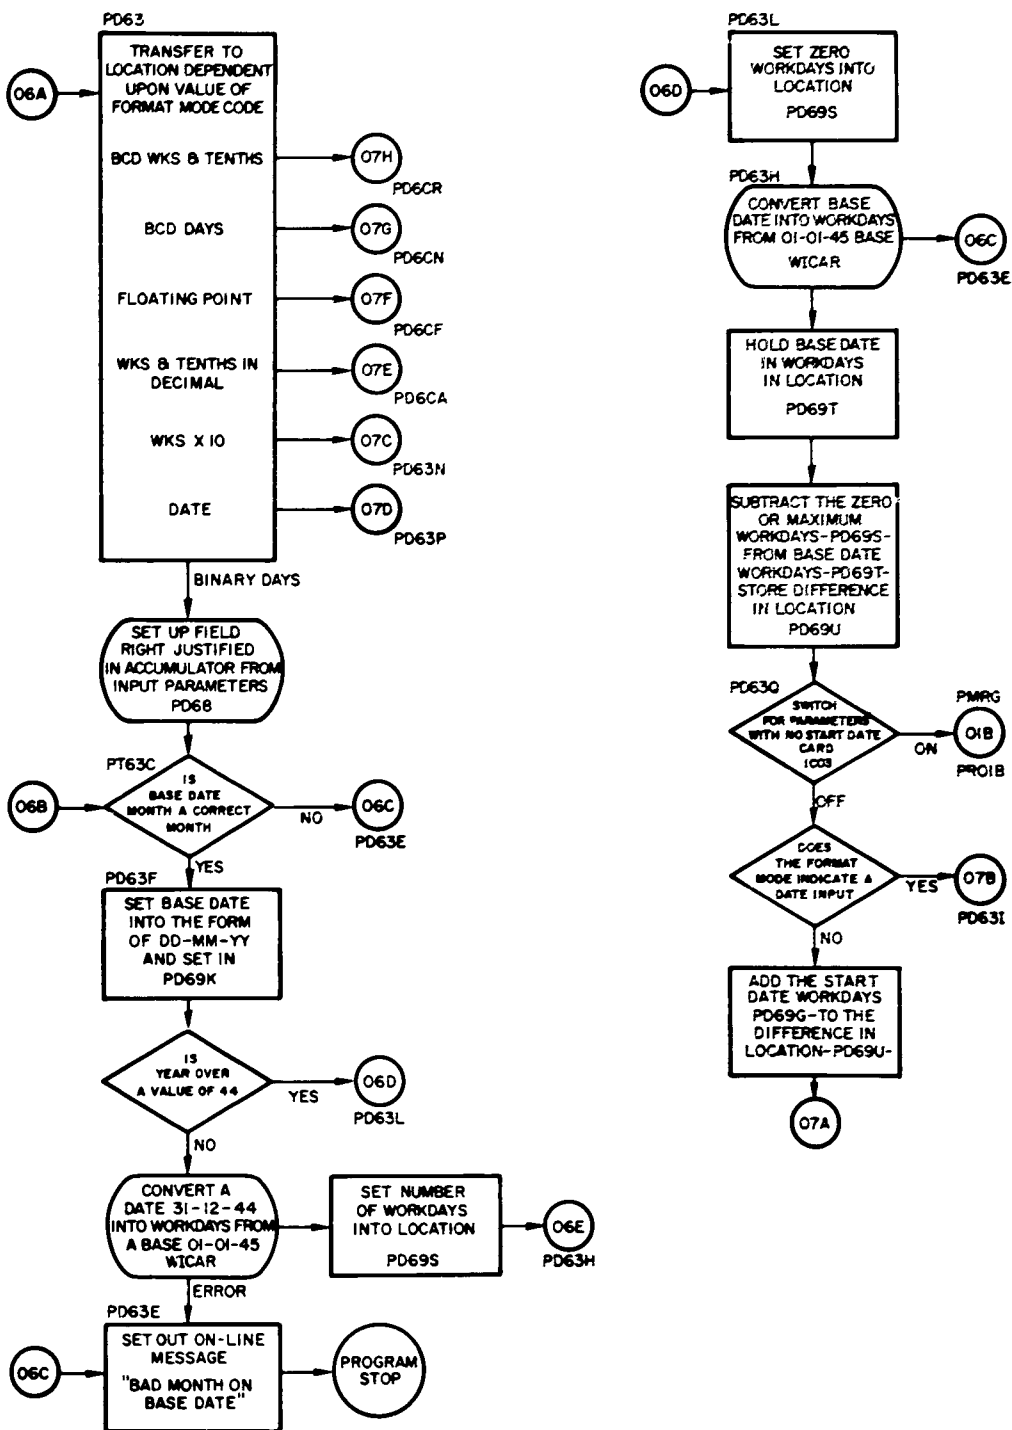 PD63
TRANSFER TO
LOCATION DEPENDENT
UPON VALUE OF
FORMAT MODE CODE
06A
BCD WKS & TENTHS
07H
PD6CR
BCD DAYS
07G
PD6CN
FLOATING POINT
07F
PD6CF
WKS & TENTHS IN
DECIMAL
07E
PD6CA
WKS X 10
07C
PD63N
DATE
07D
PD63P
BINARY DAYS
SET UP FIELD
RIGHT JUSTIFIED
IN ACCUMULATOR FROM
INPUT PARAMETERS
PD68
PT63C
06B
IS
BASE DATE
MONTH A CORRECT
MONTH
NO
06C
PD63E
YES
PD63F
SET BASE DATE
INTO THE FORM
OF DD-MM-YY
AND SET IN
PD69K
IS
YEAR OVER
A VALUE OF 44
YES
06D
PD63L
NO
CONVERT A
DATE 31-12-44
INTO WORKDAYS FROM
A BASE 01-01-45
WICAR
SET NUMBER
OF WORKDAYS
INTO LOCATION
PD69S
06E
PD63H
ERROR
PD63E
06C
SET OUT ON-LINE
MESSAGE
"BAD MONTH ON
BASE DATE"
PROGRAM
STOP
PD63L
06D
SET ZERO
WORKDAYS INTO
LOCATION
PD69S
PD63H
CONVERT BASE
DATE INTO WORKDAYS
FROM 01-01-45 BASE
WICAR
06C
PD63E
HOLD BASE DATE
IN WORKDAYS
IN LOCATION
PD69T
SUBTRACT THE ZERO
OR MAXIMUM
WORKDAYS-PD69S-
FROM BASE DATE
WORKDAYS-PD69T-
STORE DIFFERENCE
IN LOCATION
PD69U
PD63Q
SWITCH
FOR PARAMETERS
WITH NO START DATE
CARD
IC03
ON
PMRG
01B
PR01B
OFF
DOES
THE FORMAT
MODE INDICATE A
DATE INPUT
YES
07B
PD63I
NO
ADD THE START
DATE WORKDAYS
PD69G-TO THE
DIFFERENCE IN
LOCATION-PD69U-
07A